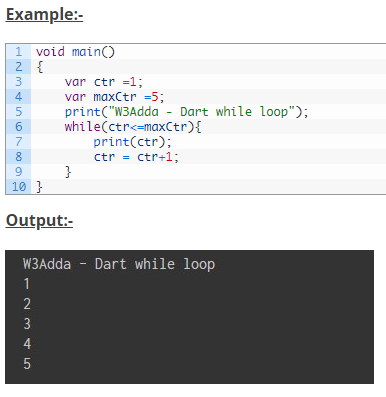 Example:-
1 void main()
2 {
3 var ctr =1;
4 var maxCtr =5;
5 print("W3Adda - Dart while loop");
6 while(ctr<=maxCtr){
7 print(ctr);
8 ctr = ctr+1;
9 }
10 }
Output:-
W3Adda - Dart while loop
1
2
3
4
5